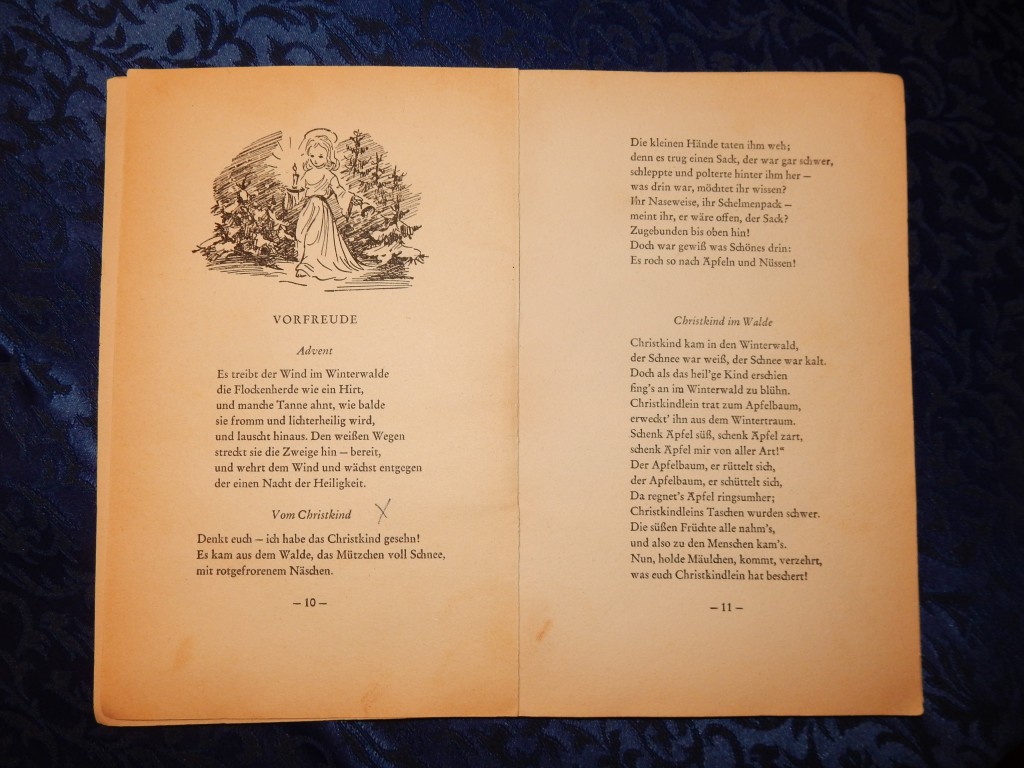 VORFREUDE
Advent
Es treibt der Wind im Winterwalde
die Flockenherde wie ein Hirt,
und manche Tanne ahnt, wie balde
sie fromm und lichterheilig wird,
und lauscht hinaus. Den weißen Wegen
streckt sie die Zweige hin — bereit,
und wehrt dem Wind und wächst entgegen
der einen Nacht der Heiligkeit.
Vom Christkind X
Denkt euch — ich habe das Christkind gesehn!
Es kam aus dem Walde, das Mützchen voll Schnee,
mit rotgefrorenem Näschen.
— 10 —
Die kleinen Hände taten ihm weh;
denn es trug einen Sack, der war gar schwer,
schleppte und polterte hinter ihm her —
was drin war, möchtet ihr wissen?
Ihr Naseweise, ihr Schelmenpack —
meint ihr, er wäre offen, der Sack?
Zugebunden bis oben hin!
Doch war gewiß was Schönes drin:
Es roch so nach Äpfeln und Nüssen!
Christkind im Walde
Christkind kam in den Winterwald,
der Schnee war weiß, der Schnee war kalt.
Doch als das heil'ge Kind erschien
fing's an im Winterwald zu blühn.
Christkindlein trat zum Apfelbaum,
erweckt' ihn aus dem Wintertraum.
Schenk Äpfel süß, schenk Äpfel zart,
schenk Äpfel mir von aller Art!“
Der Apfelbaum, er rüttelt sich,
der Apfelbaum, er schüttelt sich,
Da regnet's Äpfel ringsumher;
Christkindleins Taschen wurden schwer.
Die süßen Früchte alle nahm's,
und also zu den Menschen kam's.
Nun, holde Mäulchen, kommt, verzehrt,
was euch Christkindlein hat beschert!
— 11 —